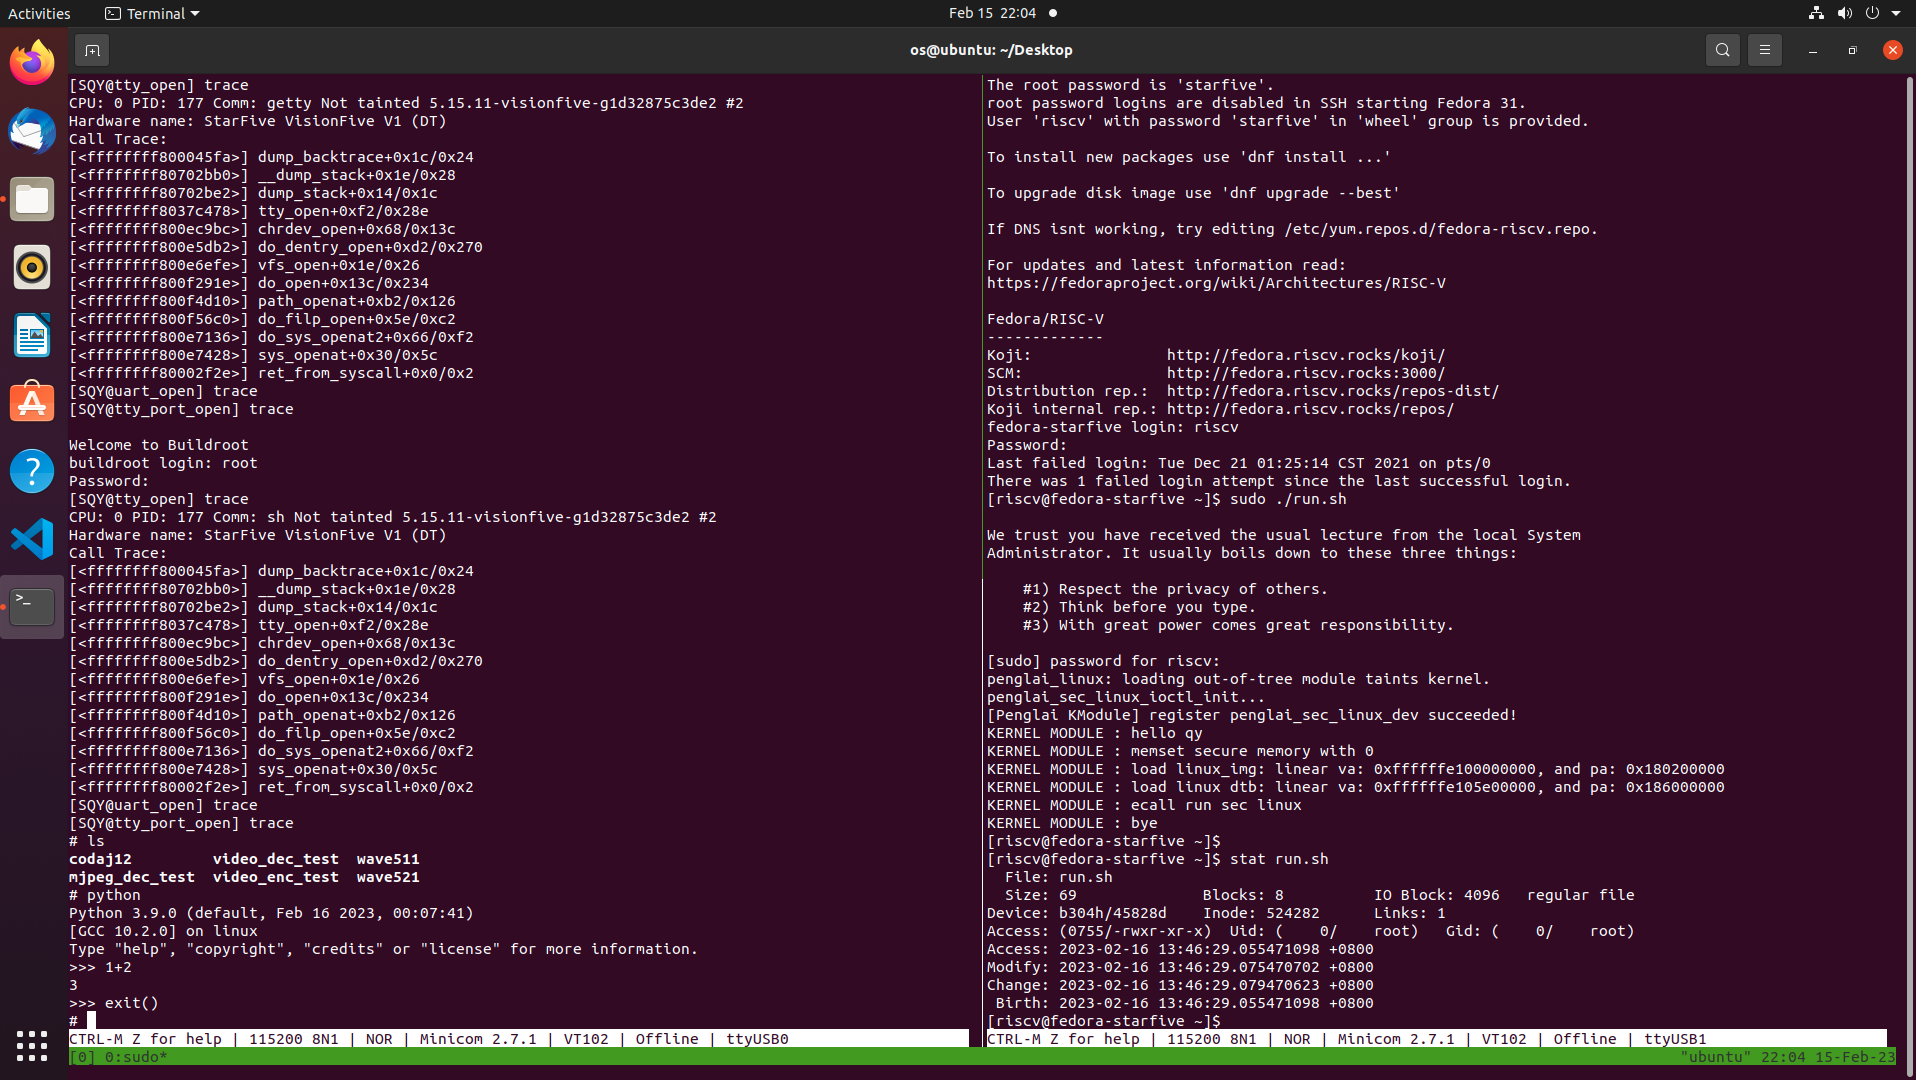 Activities
Terminal
Feb 15 22:04
os@ubuntu: ~/Desktop
[SQY@tty_open] trace
CPU: 0 PID: 177 Comm: getty Not tainted 5.15.11-visionfive-g1d32875c3de2 #2
Hardware name: StarFive VisionFive V1 (DT)
Call Trace:
[<ffffffff800045fa>] dump_backtrace+0x1c/0x24
[<ffffffff80702bb0>] __dump_stack+0x1e/0x28
[<ffffffff80702be2>] dump_stack+0x14/0x1c
[<ffffffff8037c478>] tty_open+0xf2/0x28e
[<ffffffff800ec9bc>] chrdev_open+0x68/0x13c
[<ffffffff800e5db2>] do_dentry_open+0xd2/0x270
[<ffffffff800e6efe>] vfs_open+0x1e/0x26
[<ffffffff800f291e>] do_open+0x13c/0x234
[<ffffffff800f4d10>] path_openat+0xb2/0x126
[<ffffffff800f56c0>] do_filp_open+0x5e/0xc2
[<ffffffff800e7136>] do_sys_openat2+0x66/0xf2
[<ffffffff800e7428>] sys_openat+0x30/0x5c
[<ffffffff80002f2e>] ret_from_syscall+0x0/0x2
[SQY@uart_open] trace
[SQY@tty_port_open] trace
Welcome to Buildroot
buildroot login: root
Password:
[SQY@tty_open] trace
CPU: 0 PID: 177 Comm: sh Not tainted 5.15.11-visionfive-g1d32875c3de2 #2
Hardware name: StarFive VisionFive V1 (DT)
Call Trace:
[<ffffffff800045fa>] dump_backtrace+0x1c/0x24
[<ffffffff80702bb0>] __dump_stack+0x1e/0x28
[<ffffffff80702be2>] dump_stack+0x14/0x1c
[<ffffffff8037c478>] tty_open+0xf2/0x28e
[<ffffffff800ec9bc>] chrdev_open+0x68/0x13c
[<ffffffff800e5db2>] do_dentry_open+0xd2/0x270
[<ffffffff800e6efe>] vfs_open+0x1e/0x26
[<ffffffff800f291e>] do_open+0x13c/0x234
[<ffffffff800f4d10>] path_openat+0xb2/0x126
[<ffffffff800f56c0>] do_filp_open+0x5e/0xc2
[<ffffffff800e7136>] do_sys_openat2+0x66/0xf2
[<ffffffff800e7428>] sys_openat+0x30/0x5c
[<ffffffff80002f2e>] ret_from_syscall+0x0/0x2
[SQY@uart_open] trace
[SQY@tty_port_open] trace
# ls
codaj12         video_dec_test  wave511
mjpeg_dec_test  video_enc_test  wave521
# python
Python 3.9.0 (default, Feb 16 2023, 00:07:41)
[GCC 10.2.0] on linux
Type "help", "copyright", "credits" or "license" for more information.
>>> 1+2
3
>>> exit()
#
CTRL-M Z for help | 115200 8N1 | NOR | Minicom 2.7.1 | VT102 | Offline | ttyUSB0
The root password is 'starfive'.
root password logins are disabled in SSH starting Fedora 31.
User 'riscv' with password 'starfive' in 'wheel' group is provided.
To install new packages use 'dnf install ...'
To upgrade disk image use 'dnf upgrade --best'
If DNS isnt working, try editing /etc/yum.repos.d/fedora-riscv.repo.
For updates and latest information read:
https://fedoraproject.org/wiki/Architectures/RISC-V
Fedora/RISC-V
-------------
Koji:               http://fedora.riscv.rocks/koji/
SCM:                http://fedora.riscv.rocks:3000/
Distribution rep.:  http://fedora.riscv.rocks/repos-dist/
Koji internal rep.: http://fedora.riscv.rocks/repos/
fedora-starfive login: riscv
Password:
Last failed login: Tue Dec 21 01:25:14 CST 2021 on pts/0
There was 1 failed login attempt since the last successful login.
[riscv@fedora-starfive ~]$ sudo ./run.sh
We trust you have received the usual lecture from the local System
Administrator. It usually boils down to these three things:
#1) Respect the privacy of others.
#2) Think before you type.
#3) With great power comes great responsibility.
[sudo] password for riscv:
penglai_linux: loading out-of-tree module taints kernel.
penglai_sec_linux_ioctl_init...
[Penglai KModule] register penglai_sec_linux_dev succeeded!
KERNEL MODULE : hello qy
KERNEL MODULE : memset secure memory with 0
KERNEL MODULE : load linux_img: linear va: 0xffffffe100000000, and pa: 0x180200000
KERNEL MODULE : load linux dtb: linear va: 0xffffffe105e00000, and pa: 0x186000000
KERNEL MODULE : ecall run sec linux
KERNEL MODULE : bye
[riscv@fedora-starfive ~]$
[riscv@fedora-starfive ~]$ stat run.sh
File: run.sh
Size: 69              Blocks: 8          IO Block: 4096   regular file
Device: b304h/45828d    Inode: 524282      Links: 1
Access: (0755/-rwxr-xr-x)  Uid: (    0/    root)   Gid: (    0/    root)
Access: 2023-02-16 13:46:29.055471098 +0800
Modify: 2023-02-16 13:46:29.075470702 +0800
Change: 2023-02-16 13:46:29.079470623 +0800
Birth: 2023-02-16 13:46:29.055471098 +0800
[riscv@fedora-starfive ~]$
CTRL-M Z for help | 115200 8N1 | NOR | Minicom 2.7.1 | VT102 | Offline | ttyUSB1
[0] 0:sudo*
"ubuntu" 22:04 15-Feb-23